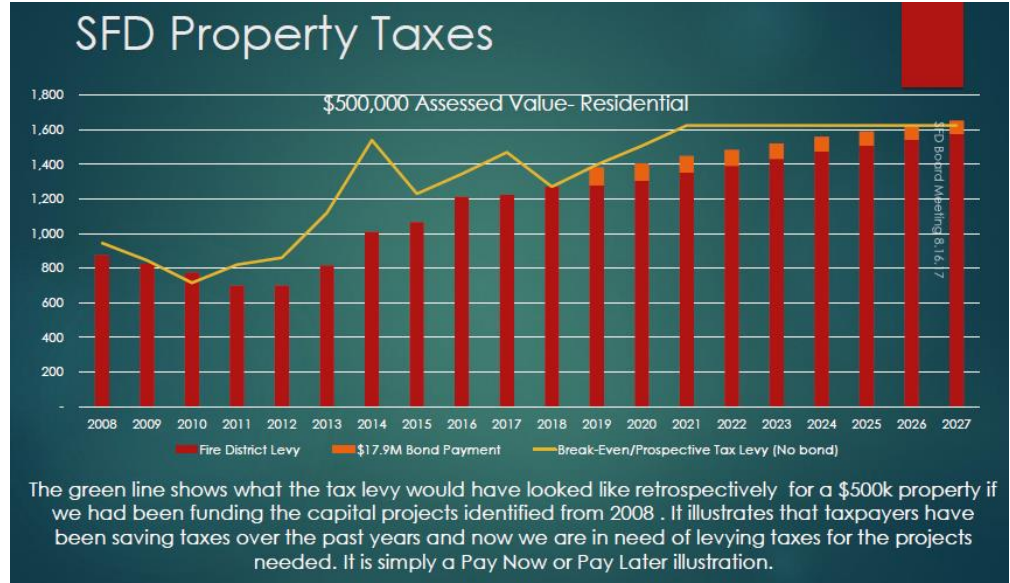 SFD Property Taxes
$500,000 Assessed Value- Residential
1,800
1,600
1,400
1,200
1,000
800
600
400
200
-
SFD Board Meeting 8.16.17
2008 2009 2010 2011 2012 2013 2014 2015 2016 2017 2018 2019 2020 2021 2022 2023 2024 2025 2026 2027
Fire District Levy $17.9M Bond Payment Break-Even/Prospective Tax Levy (No bond)
The green line shows what the tax levy would have looked like retrospectively for a $500k property if
we had been funding the capital projects identified from 2008 . It illustrates that taxpayers have
been saving taxes over the past years and now we are in need of levying taxes for the projects
needed. It is simply a Pay Now or Pay Later illustration.